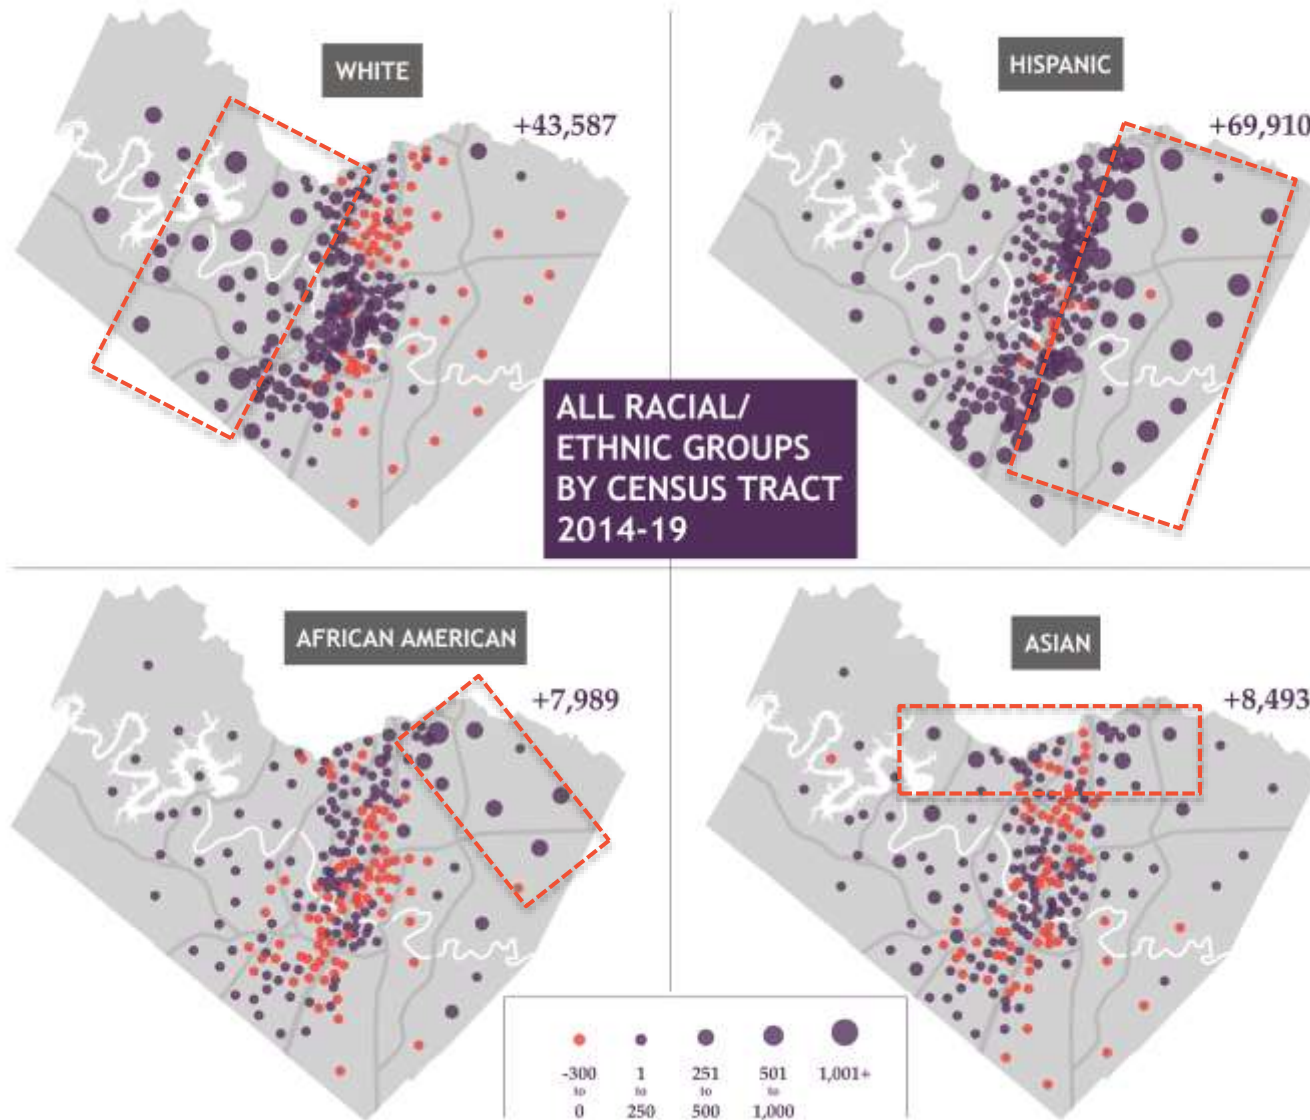 WHITE
+43,587
HISPANIC
+69,910
ALL RACIAL/
ETHNIC GROUPS
BY CENSUS TRACT
2014-19
AFRICAN AMERICAN
+7,989
ASIAN
+8,493
-300 1 251 501 1,001+
to to to to
0 250 500 1,000